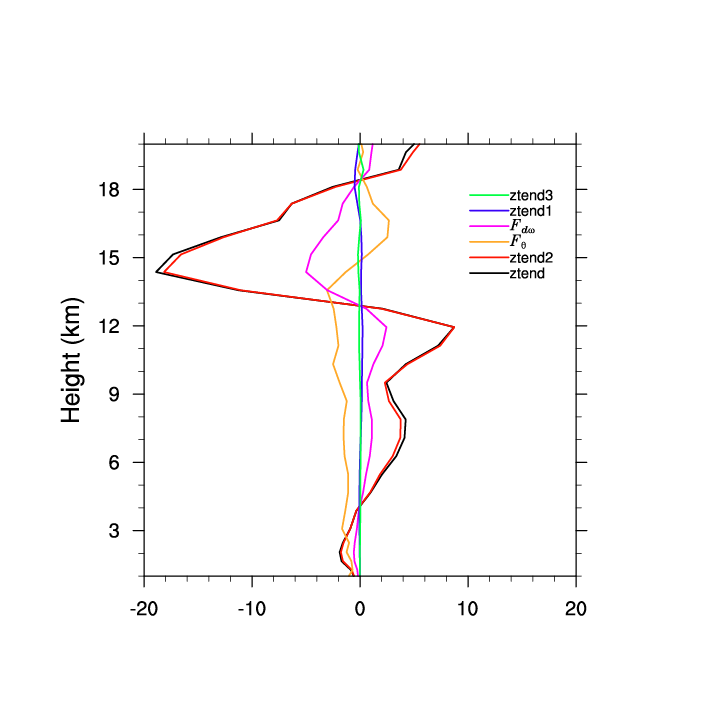 18
15
12
9
6
3
Height (km)
-20 -10 0 10 20
ztend3
ztend1
F_dω
F_θ
ztend2
ztend